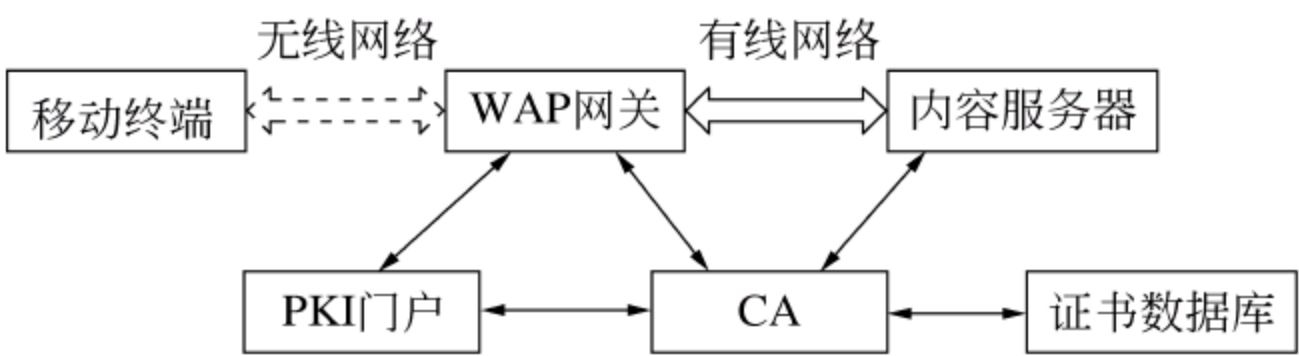 无线网络
有线网络
移动终端
WAP网关
内容服务器
PKI门户
CA
证书数据库